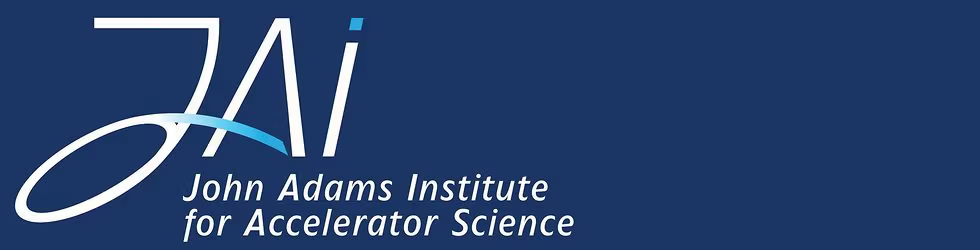 JAi
John Adams Institute
for Accelerator Science